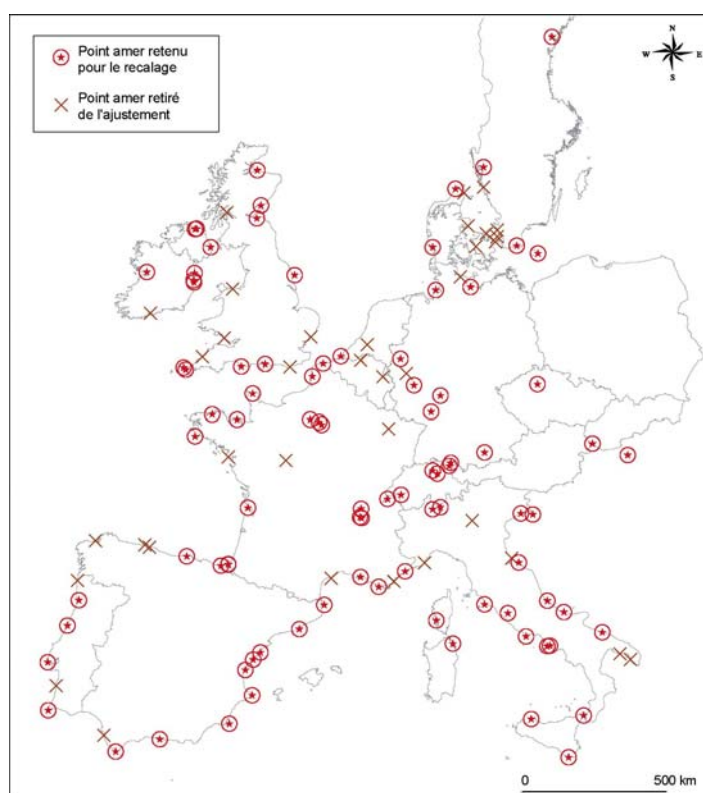 Point amer retenu
pour le recalage
Point amer retiré
de l'ajustement
N
W E
S
0 500 km